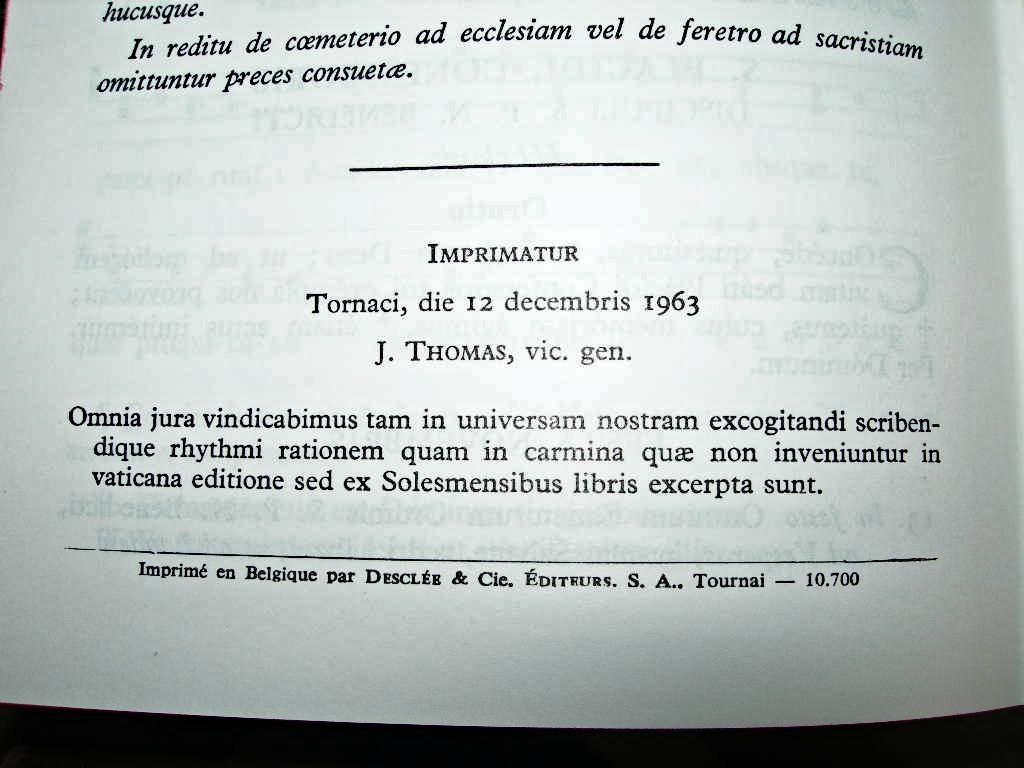 hucusque.
In reditu de cœmeterio ad ecclesiam vel de feretro ad sacristiam
omittuntur preces consuetæ.
IMPRIMATUR
Tornaci, die 12 decembris 1963
J. THOMAS, vic. gen.
Omnia jura vindicabimus tam in universam nostram excogitandi scriben-
dique rhythmi rationem quam in carmina quæ non inveniuntur in
vaticana editione sed ex Solesmensibus libris excerpta sunt.
Imprimé en Belgique par DESCLÉE & Cie. ÉDITEURS. S. A.. Tournai — 10.700